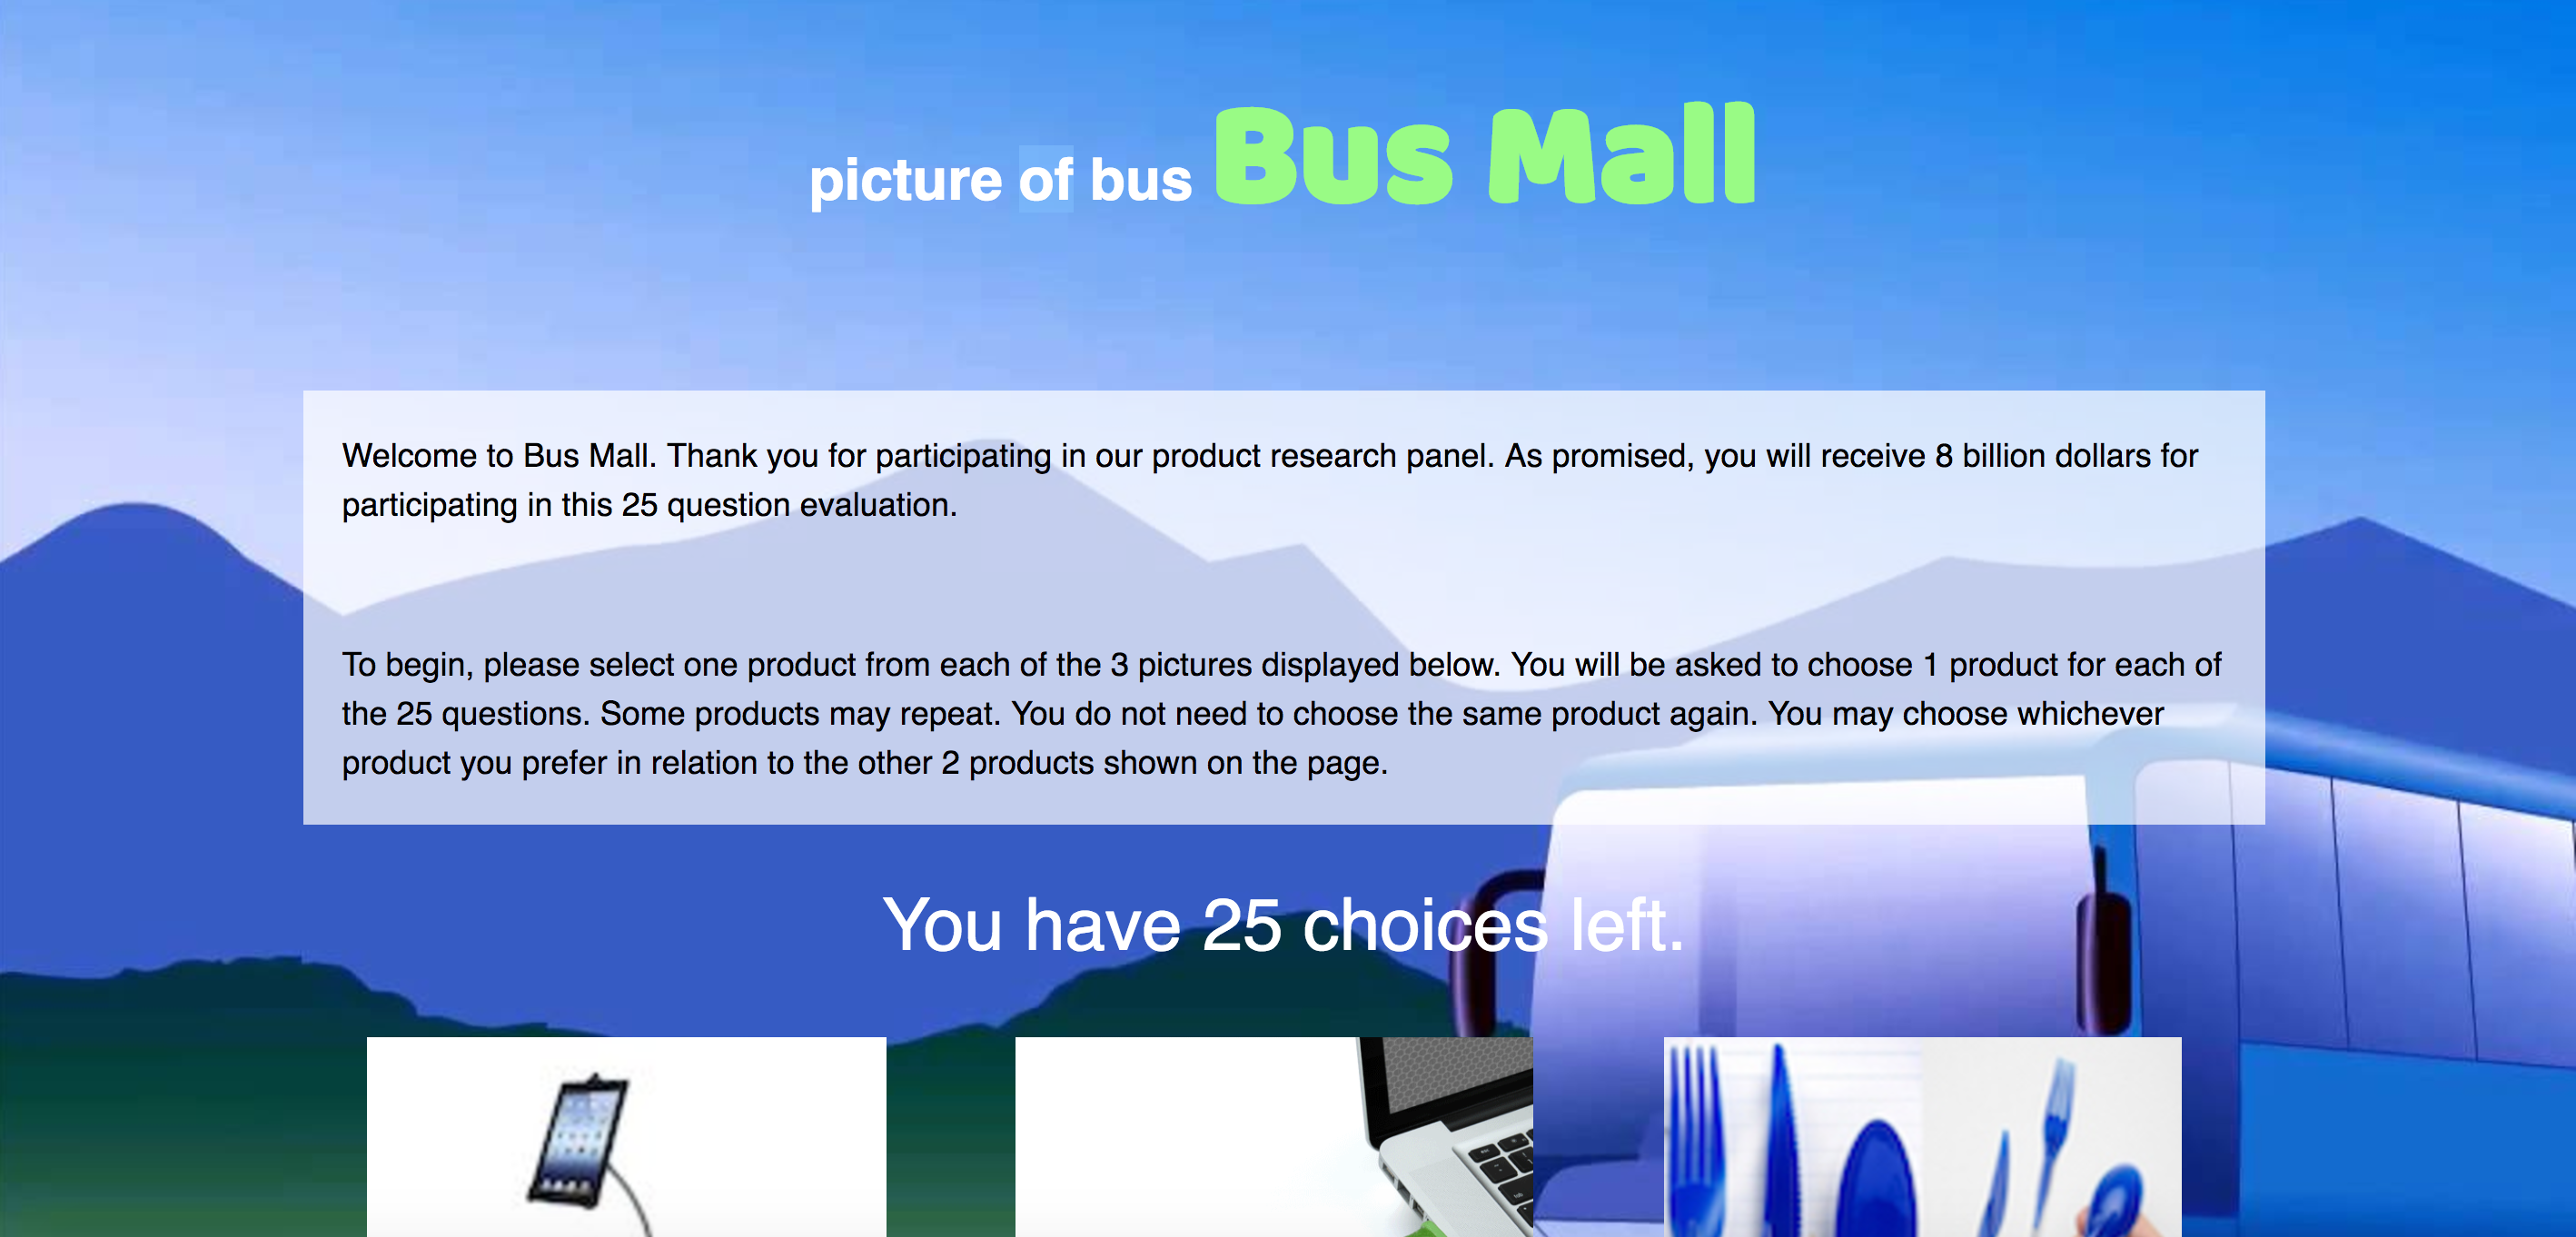 picture of bus Bus Mall
Welcome to Bus Mall. Thank you for participating in our product research panel. As promised, you will receive 8 billion dollars for
participating in this 25 question evaluation.
To begin, please select one product from each of the 3 pictures displayed below. You will be asked to choose 1 product for each of
the 25 questions. Some products may repeat. You do not need to choose the same product again. You may choose whichever
product you prefer in relation to the other 2 products shown on the page.
You have 25 choices left.